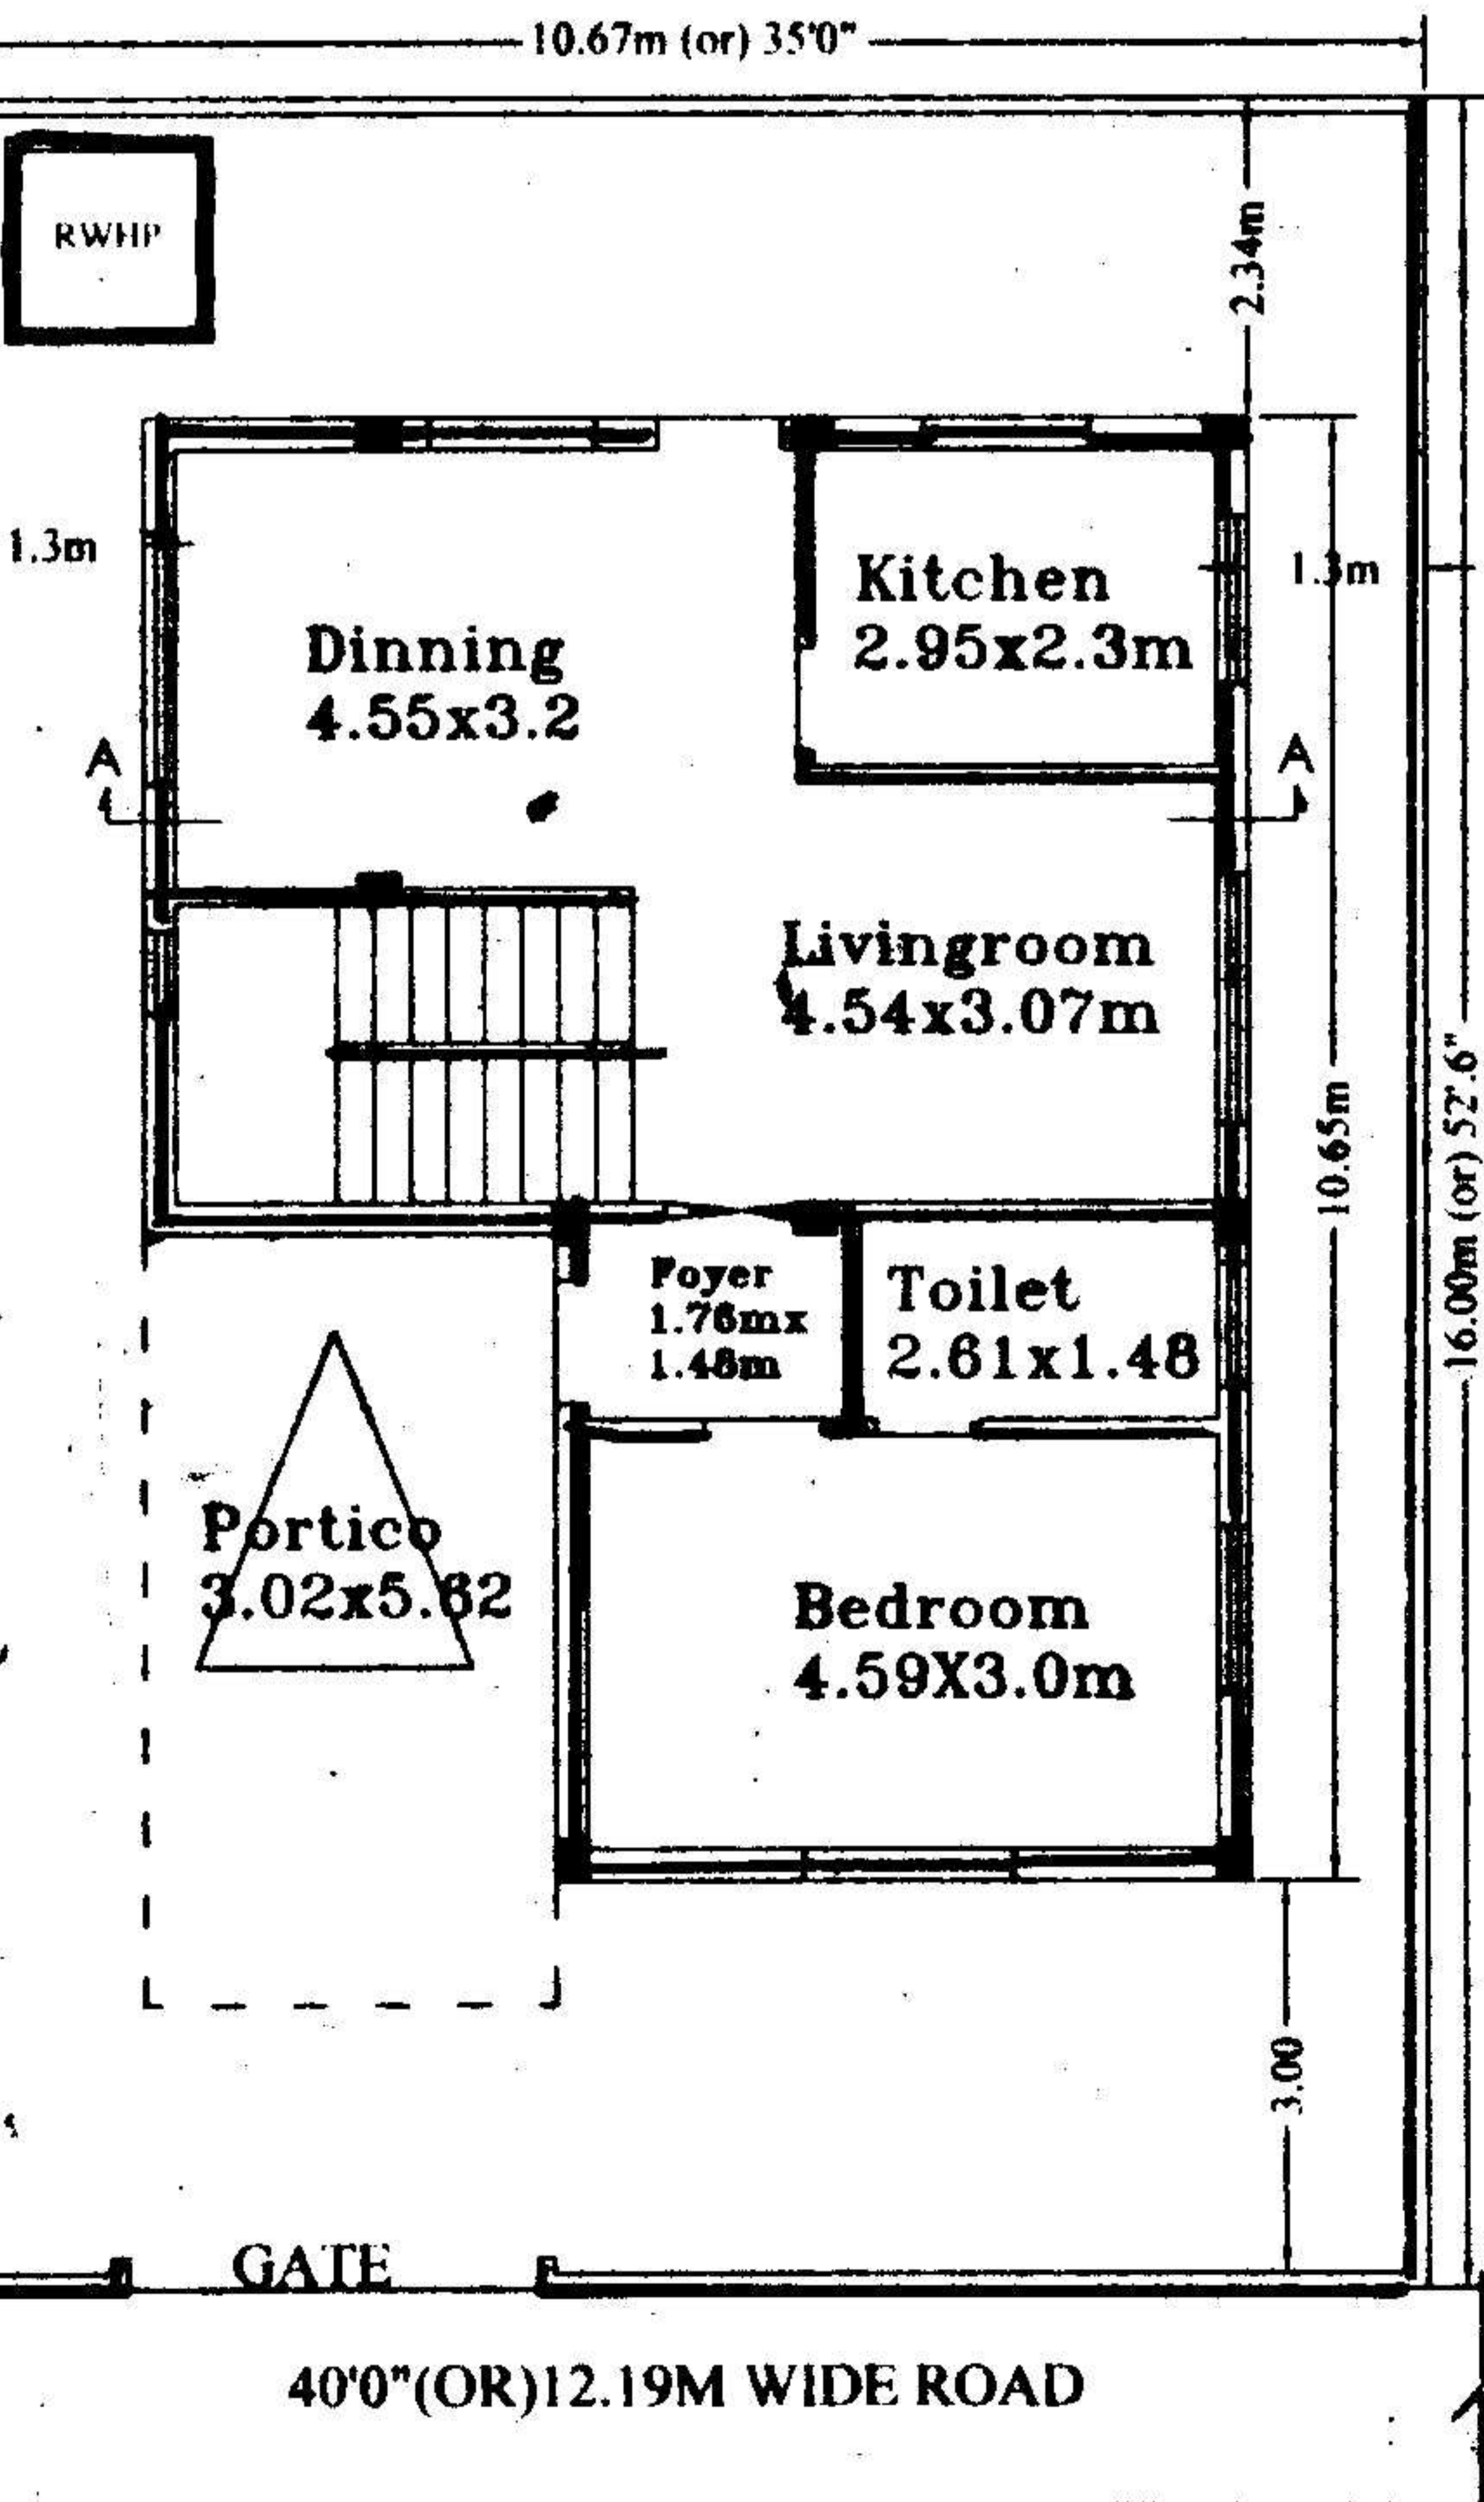 10.67m (or) 35'0"
RWHP
2.34m
1.3m
Kitchen
2.95x2.3m
1.3m
Dinning
4.55x3.2
A
A
Livingroom
4.54x3.07m
10.65m
16.00m (or) 52'.6"
Foyer
1.76mx
1.48m
Toilet
2.61x1.48
Portico
3.02x5.62
Bedroom
4.59X3.0m
3.00
GATE
40'0"(OR)12.19M WIDE ROAD